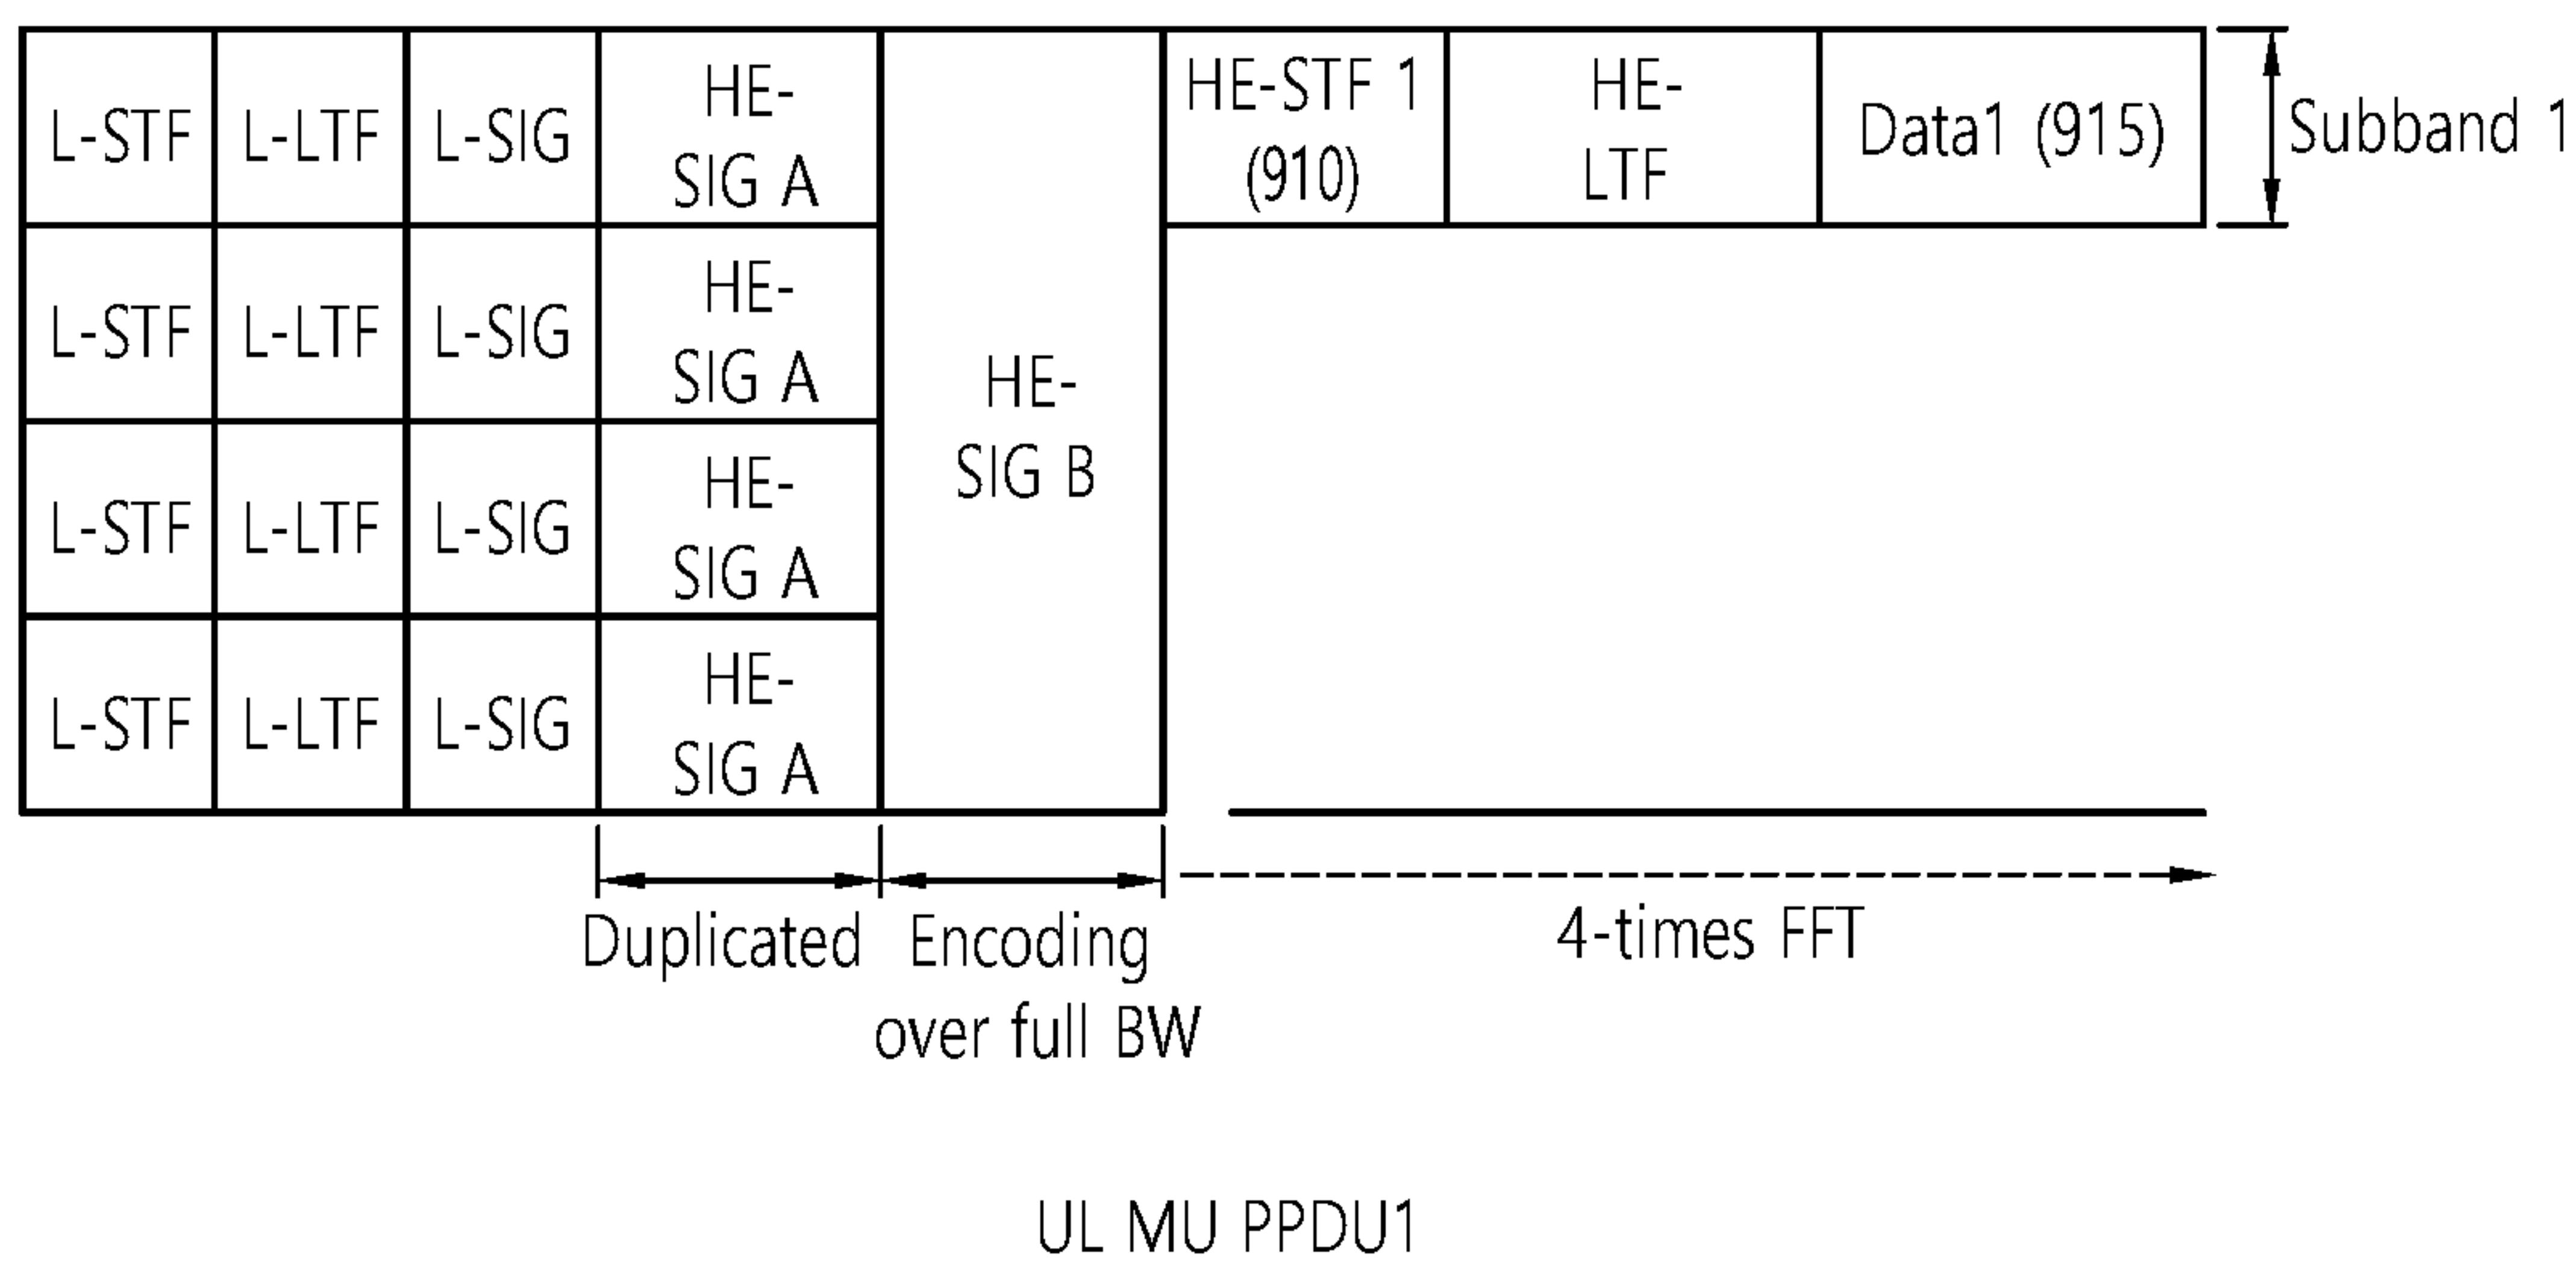 L-STF L-LTF L-SIG HE-
SIG A
HE-STF 1
(910)
HE-
LTF
Data1 (915)
Subband 1
L-STF L-LTF L-SIG HE-
SIG A
HE-
SIG B
L-STF L-LTF L-SIG HE-
SIG A
L-STF L-LTF L-SIG HE-
SIG A
Duplicated
Encoding
over full BW
4-times FFT
UL MU PPDU1